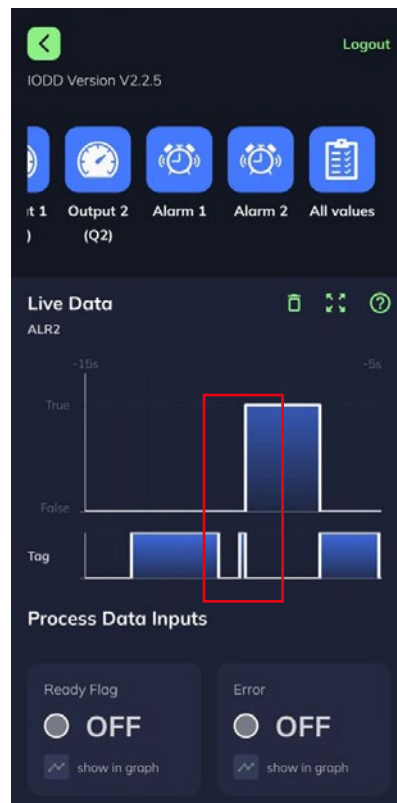 Logout
IODD Version V2.2.5
t 1 Output 2 Alarm 1 Alarm 2 All values
) (Q2)
Live Data
ALR2
-15s -5s
True
False
Tag
Process Data Inputs
Ready Flag Error
OFF OFF
show in graph show in graph